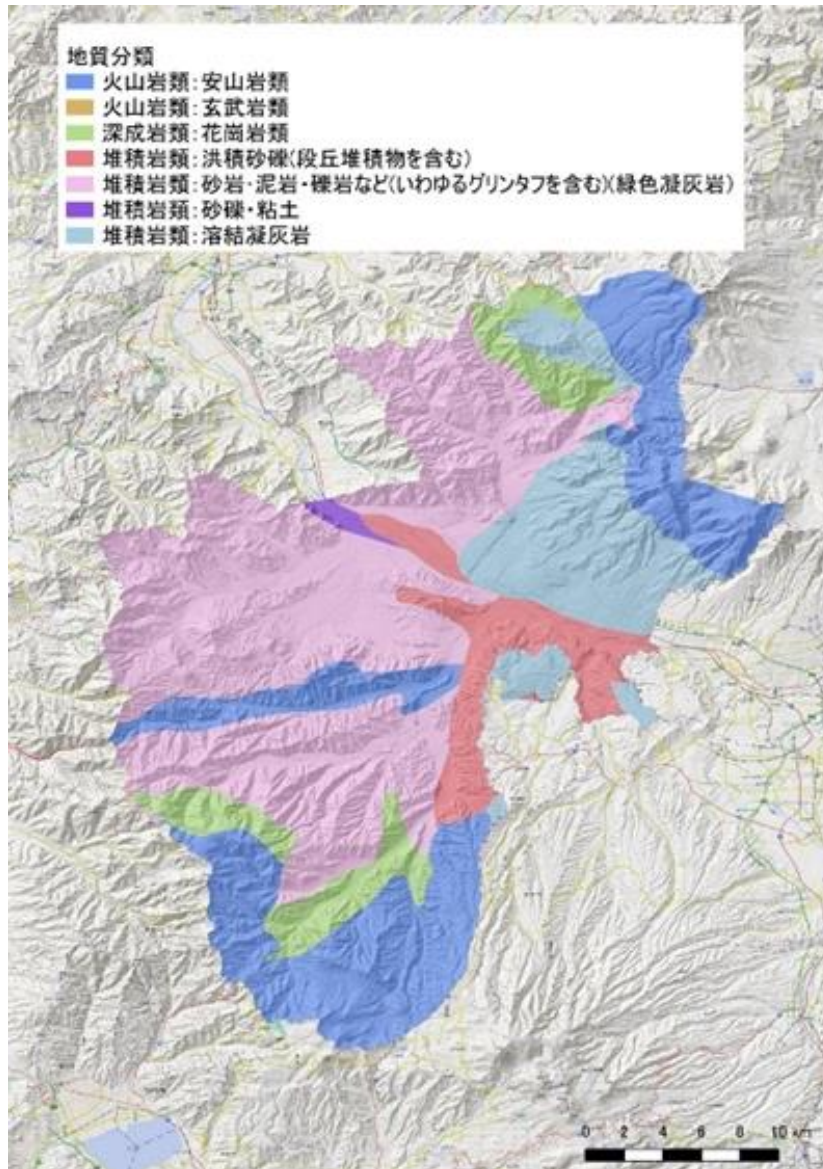 地質分類
火山岩類:安山岩類
火山岩類:玄武岩類
深成岩類:花崗岩類
堆積岩類:洪積砂礫(段丘堆積物を含む)
堆積岩類:砂岩・泥岩・礫岩など(いわゆるグリンタフを含む)(緑色凝灰岩)
堆積岩類:砂礫・粘土
堆積岩類:溶結凝灰岩
0 2 4 6 8 10 km